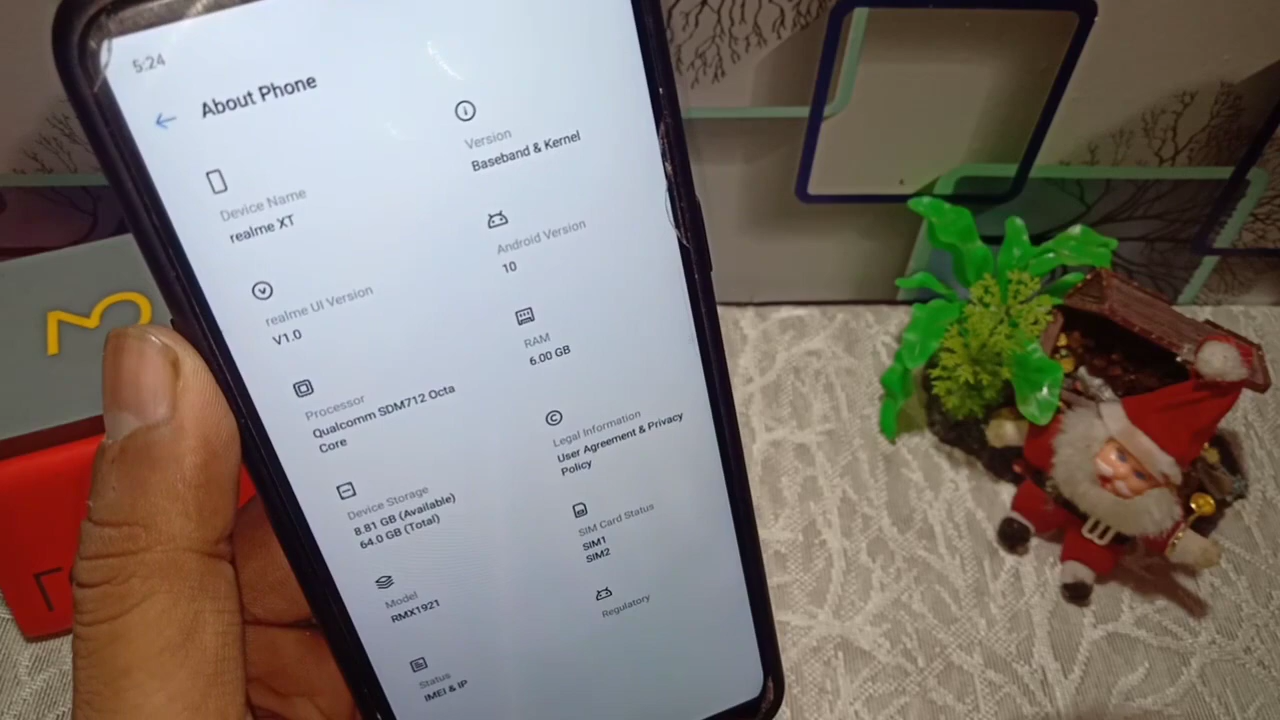 5:24
About Phone
Device Name
realme XT
realme UI Version
V1.0
Processor
Qualcomm SDM712 Octa
Core
Device Storage
8.81 GB (Available)
64.0 GB (Total)
Model
RMX1921
Status
IMEI & IP
Version
Baseband & Kernel
Android Version
10
RAM
6.00 GB
Legal Information
User Agreement & Privacy
Policy
SIM Card Status
SIM1
SIM2
Regulatory